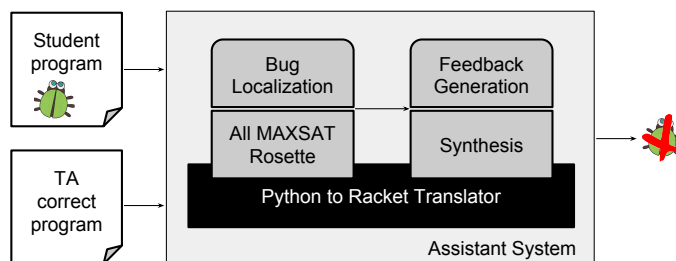 Student
program
TA
correct
program
Bug
Localization
All MAXSAT
Rosette
Feedback
Generation
Synthesis
Python to Racket Translator
Assistant System